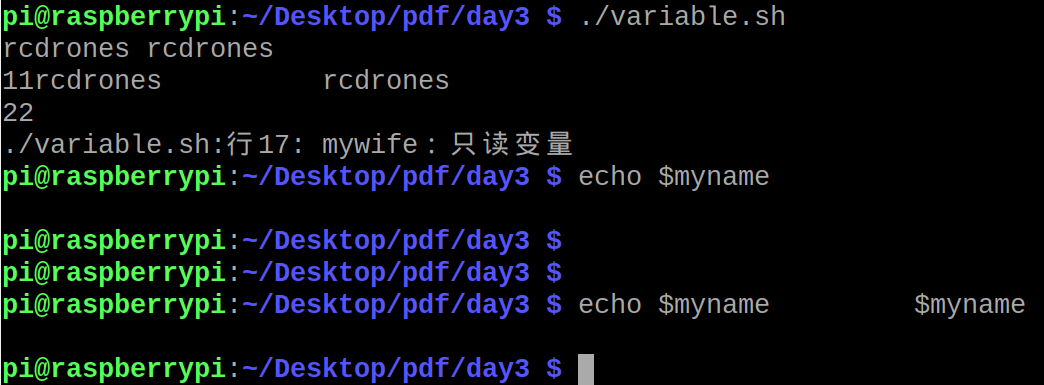 pi@raspberrypi:~/Desktop/pdf/day3 $ ./variable.sh
rcdrones rcdrones
11rcdrones          rcdrones
22
./variable.sh:行17: mywife：只读变量
pi@raspberrypi:~/Desktop/pdf/day3 $ echo $myname
pi@raspberrypi:~/Desktop/pdf/day3 $
pi@raspberrypi:~/Desktop/pdf/day3 $
pi@raspberrypi:~/Desktop/pdf/day3 $ echo $myname         $myname
pi@raspberrypi:~/Desktop/pdf/day3 $